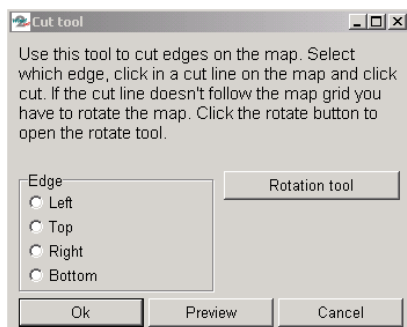 Cut tool
Use this tool to cut edges on the map. Select
which edge, click in a cut line on the map and click
cut. If the cut line doesn't follow the map grid you
have to rotate the map. Click the rotate button to
open the rotate tool.
Edge
Rotation tool
Left
Top
Right
Bottom
Ok
Preview
Cancel